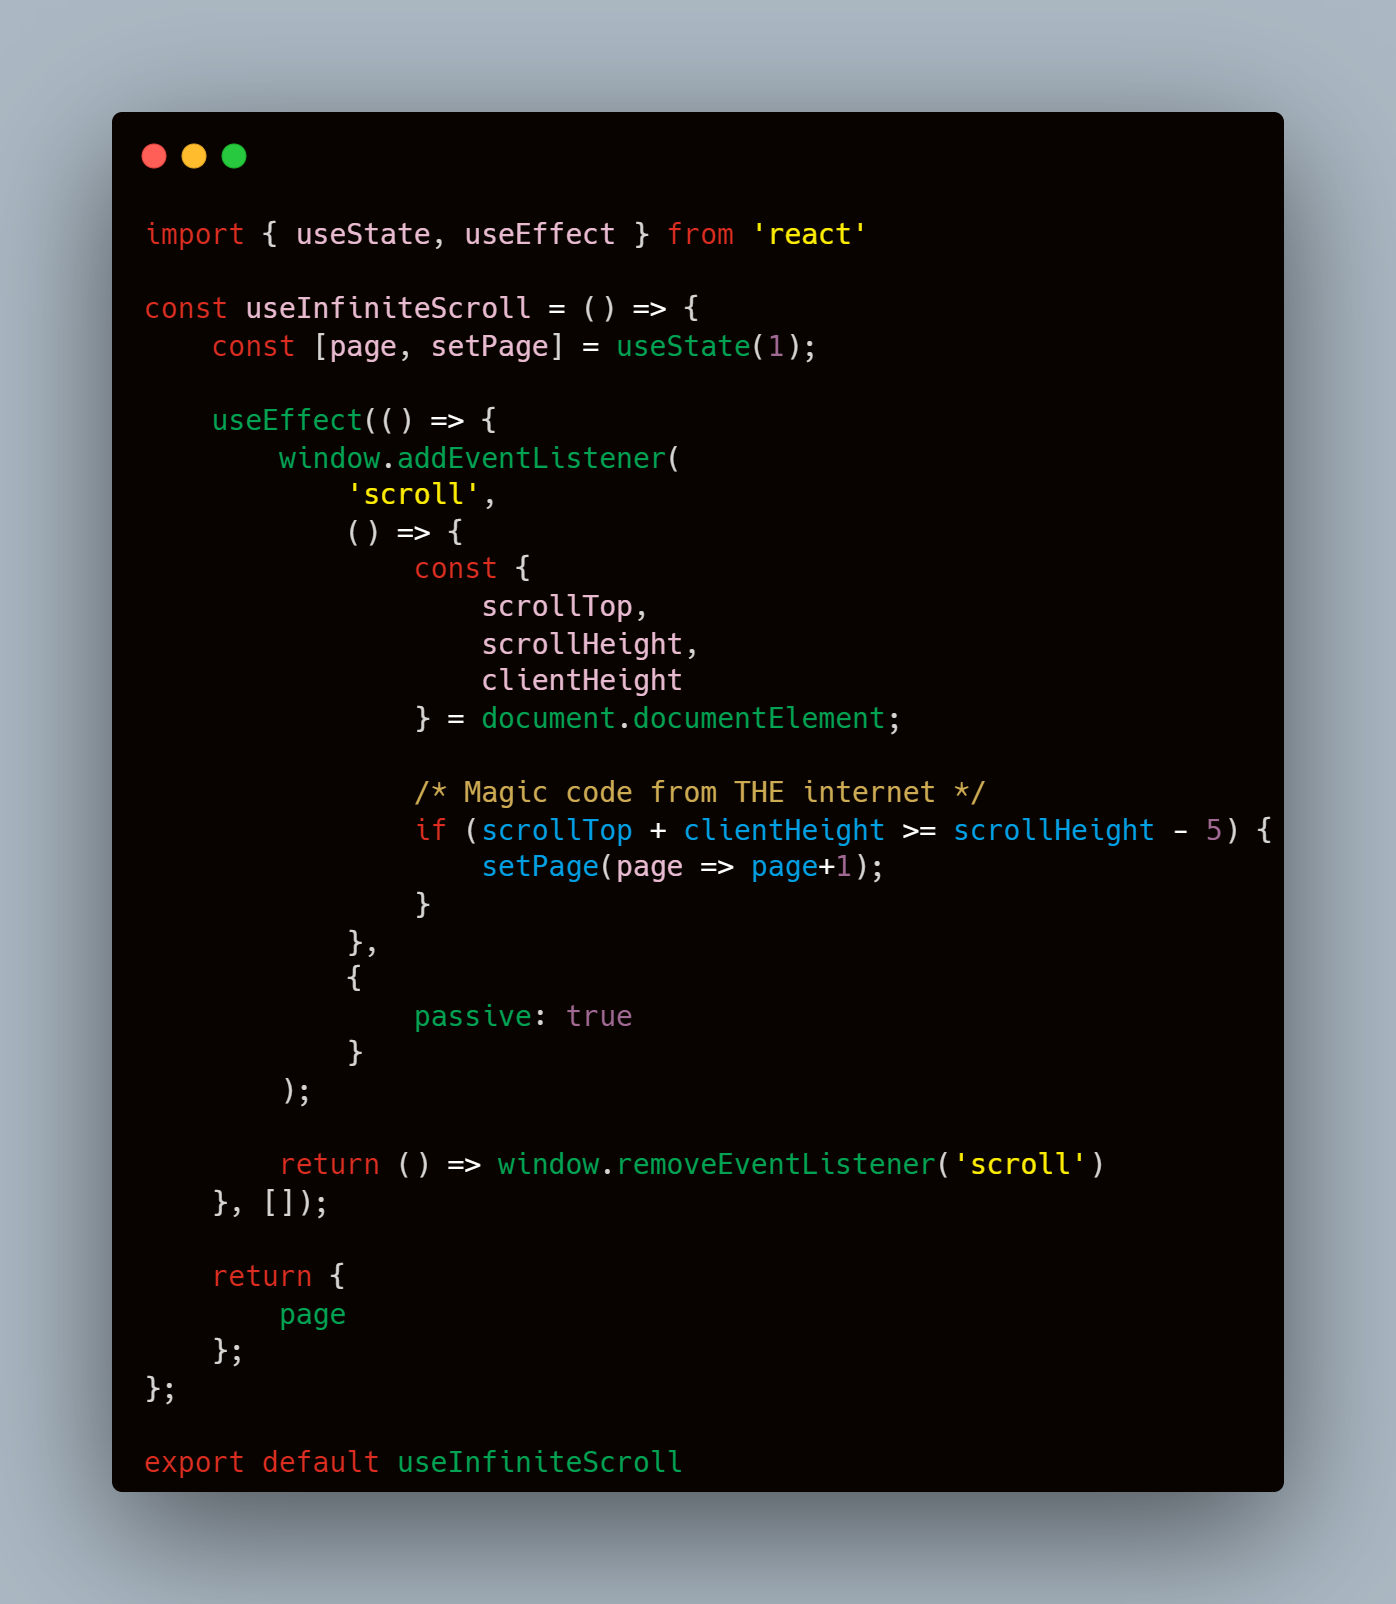 import { useState, useEffect } from 'react'
const useInfiniteScroll = () => {
    const [page, setPage] = useState(1);
    useEffect(() => {
        window.addEventListener(
            'scroll',
            () => {
                const {
                    scrollTop,
                    scrollHeight,
                    clientHeight
                } = document.documentElement;
                /* Magic code from THE internet */
                if (scrollTop + clientHeight >= scrollHeight - 5) {
                    setPage(page => page+1);
                }
            },
            {
                passive: true
            }
        );
        return () => window.removeEventListener('scroll')
    }, []);
    return {
        page
    };
};
export default useInfiniteScroll